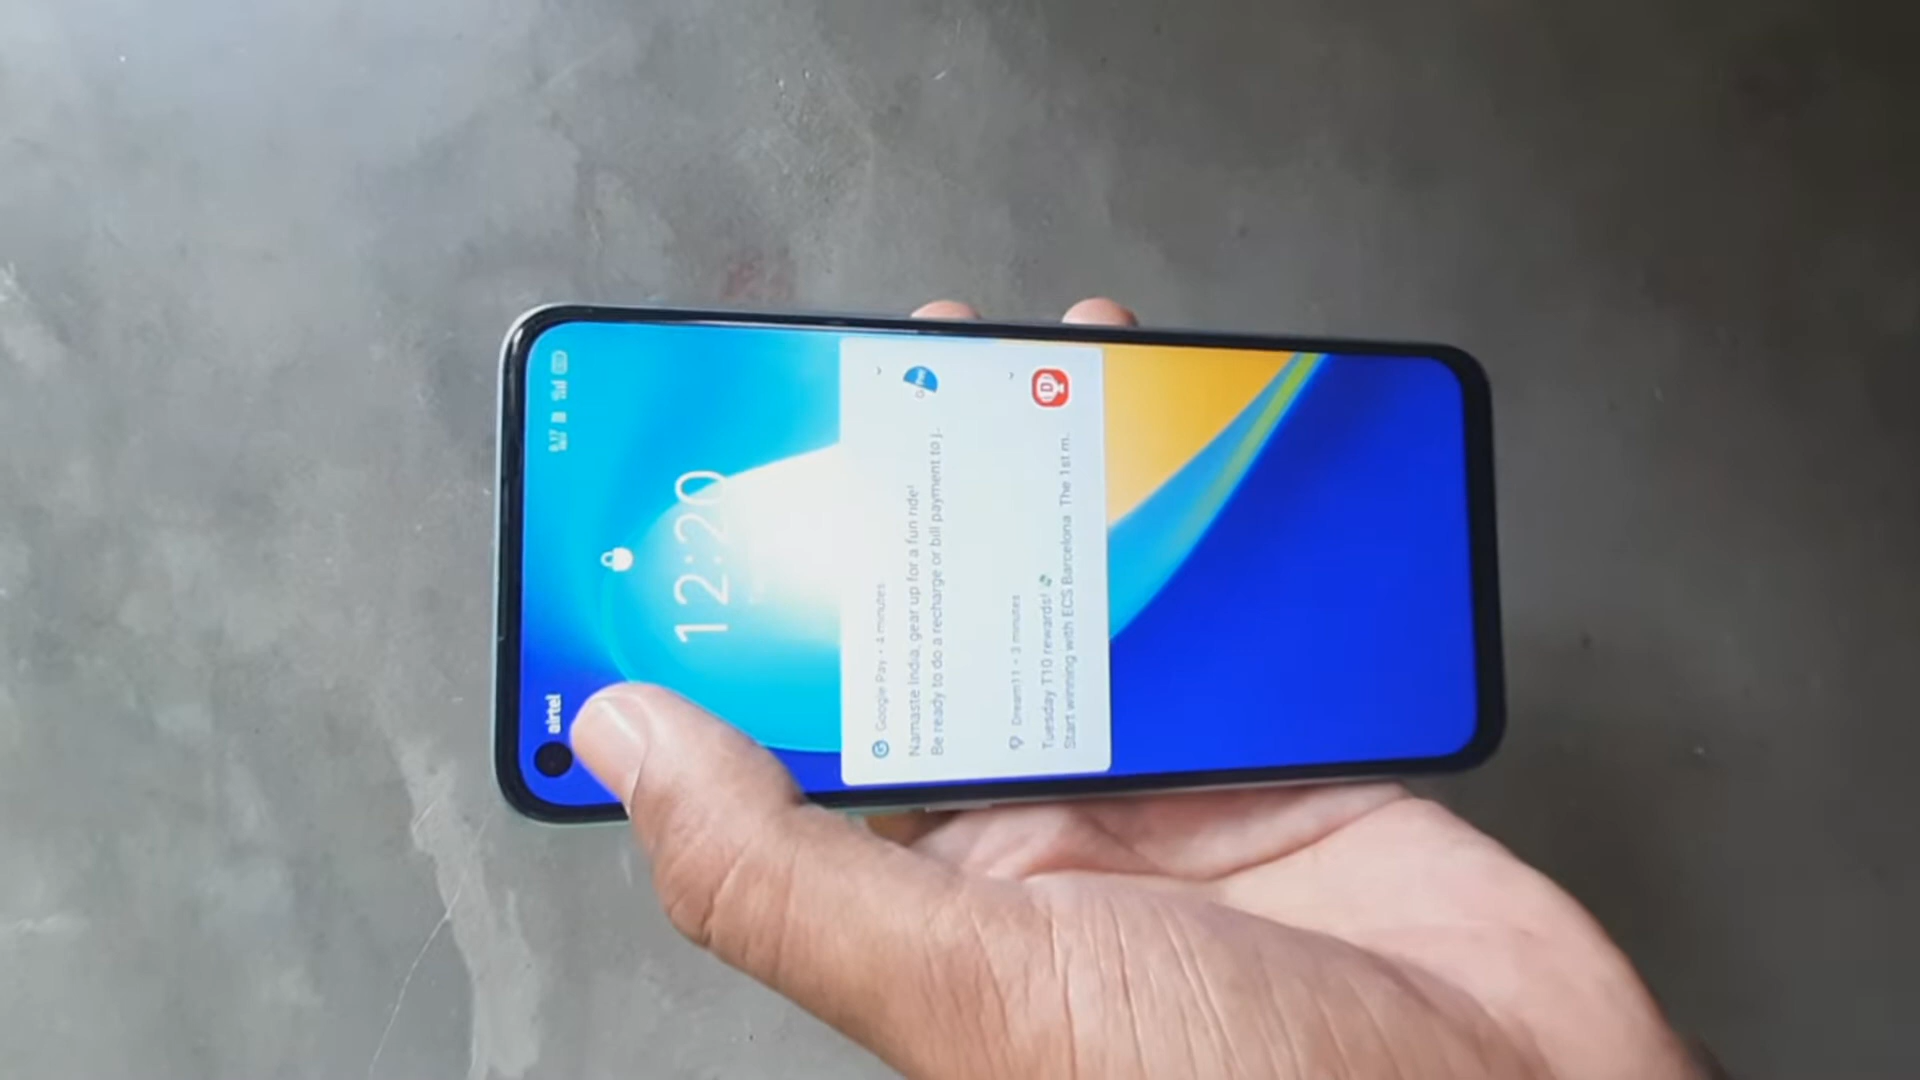 airtel
12:20
Google Pay • 4 minutes
Namaste India, gear up for a fun ride!
Be ready to do a recharge or bill payment to j..
Dream11 • 3 minutes
Tuesday T10 rewards!
Start winning with ECS Barcelona The 1st m..